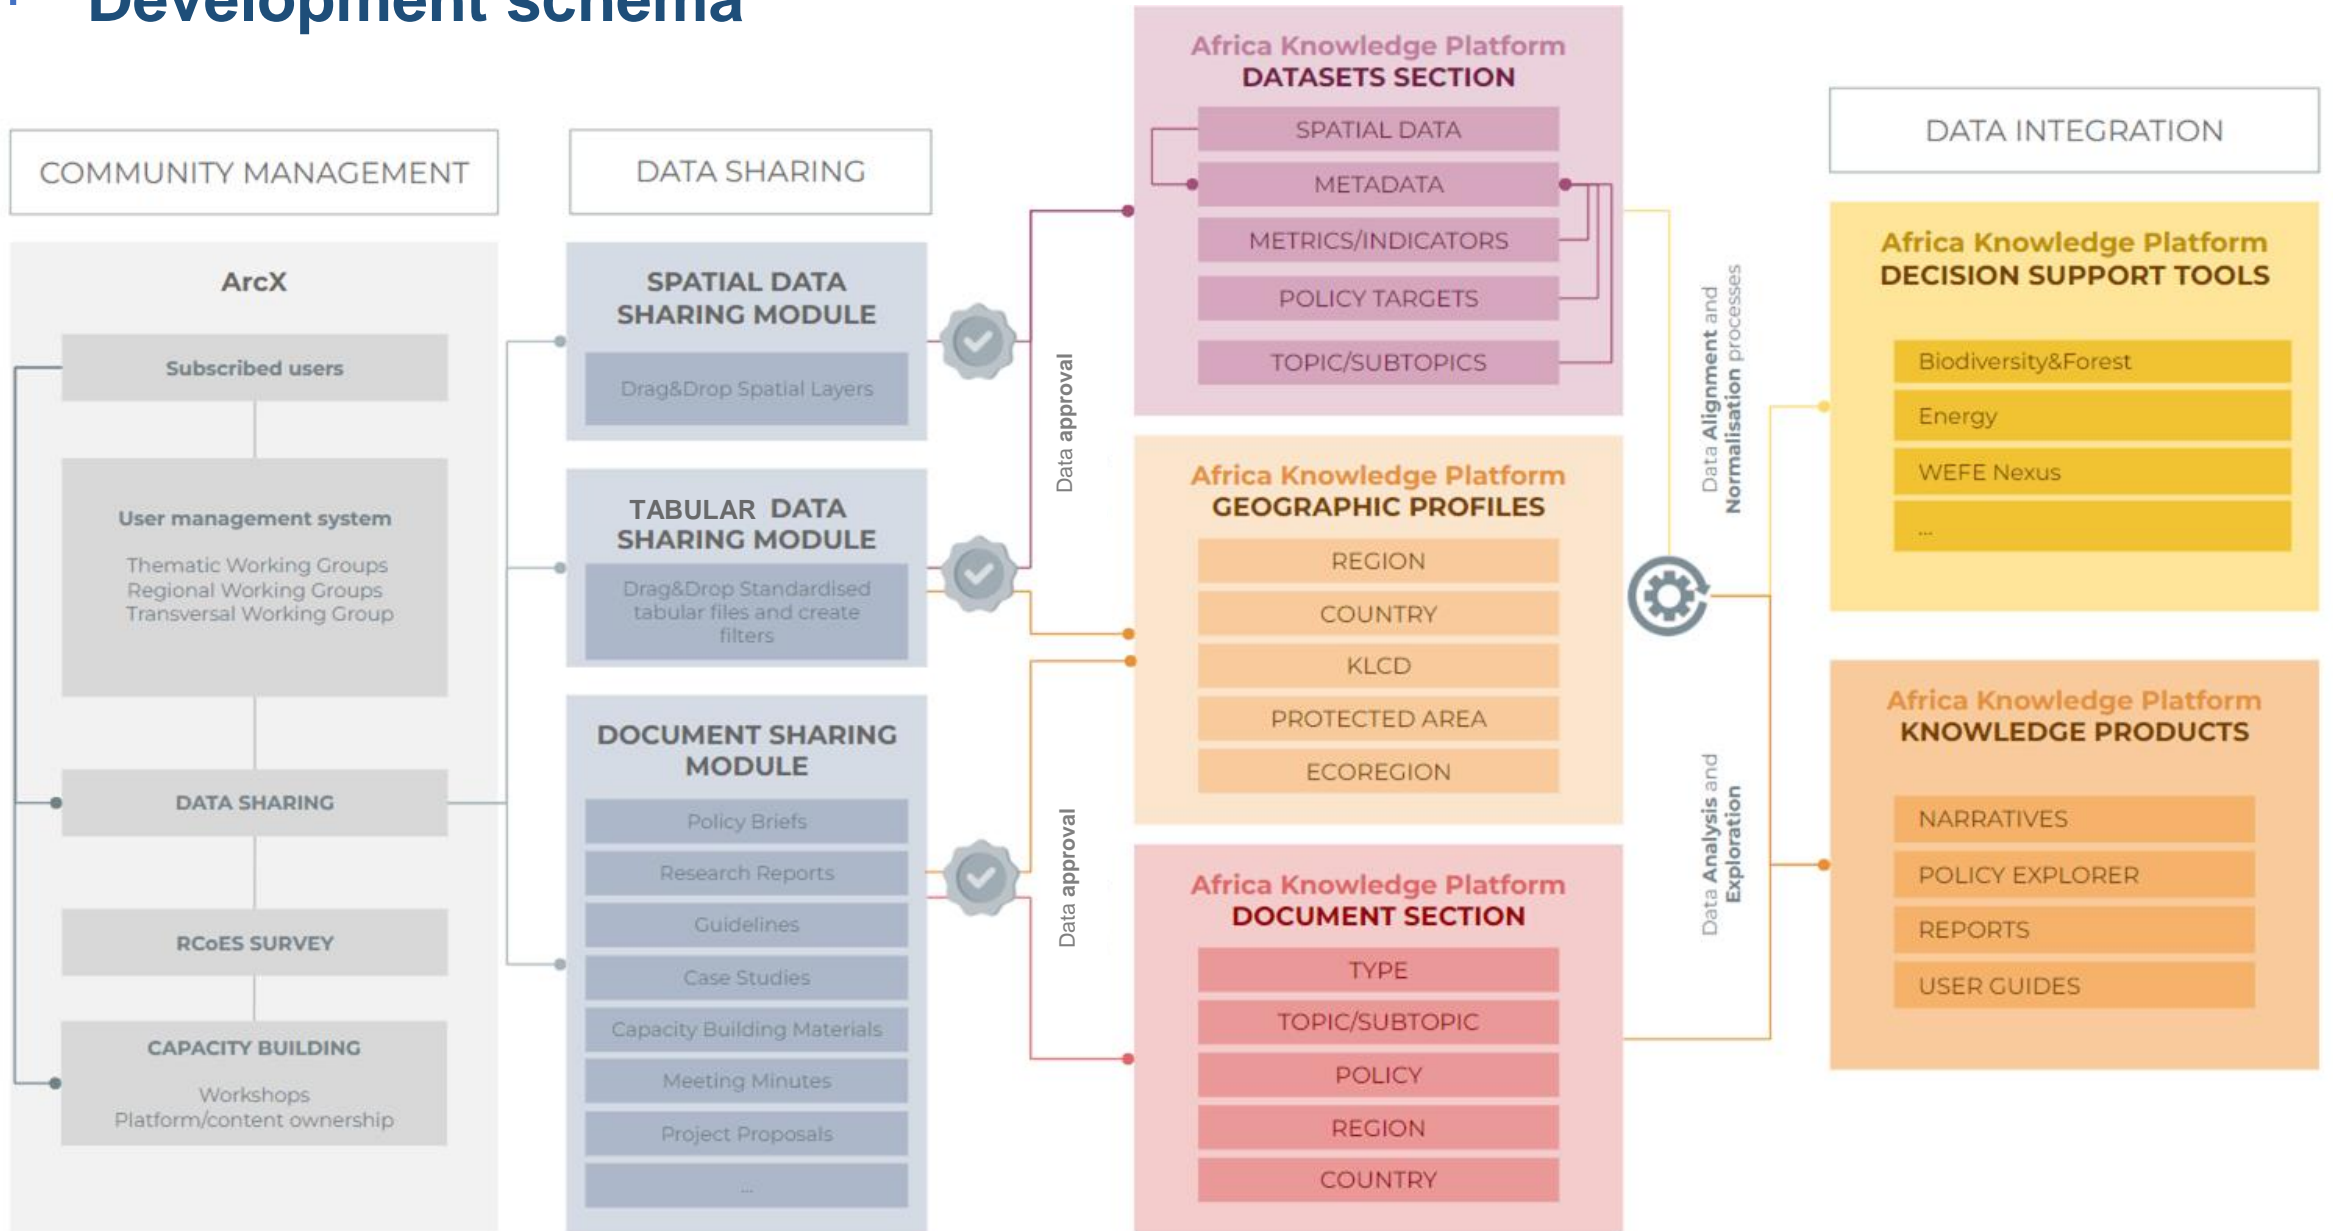 Development schema
COMMUNITY MANAGEMENT
ArcX
Subscribed users
User management system
Thematic Working Groups
Regional Working Groups
Transversal Working Group
DATA SHARING
RCoES SURVEY
CAPACITY BUILDING
Workshops
Platform/content ownership
DATA SHARING
SPATIAL DATA
SHARING MODULE
Drag&Drop Spatial Layers
TABULAR DATA
SHARING MODULE
Drag&Drop Standardised
tabular files and create
filters
DOCUMENT SHARING
MODULE
Policy Briefs
Research Reports
Guidelines
Case Studies
Capacity Building Materials
Meeting Minutes
Project Proposals
...
Data approval
Data approval
Africa Knowledge Platform
DATASETS SECTION
SPATIAL DATA
METADATA
METRICS/INDICATORS
POLICY TARGETS
TOPIC/SUBTOPICS
Africa Knowledge Platform
GEOGRAPHIC PROFILES
REGION
COUNTRY
KLCD
PROTECTED AREA
ECOREGION
Africa Knowledge Platform
DOCUMENT SECTION
TYPE
TOPIC/SUBTOPIC
POLICY
REGION
COUNTRY
Data Alignment and
Normalisation processes
Data Analysis and
Exploration
DATA INTEGRATION
Africa Knowledge Platform
DECISION SUPPORT TOOLS
Biodiversity&Forest
Energy
WEFE Nexus
...
Africa Knowledge Platform
KNOWLEDGE PRODUCTS
NARRATIVES
POLICY EXPLORER
REPORTS
USER GUIDES